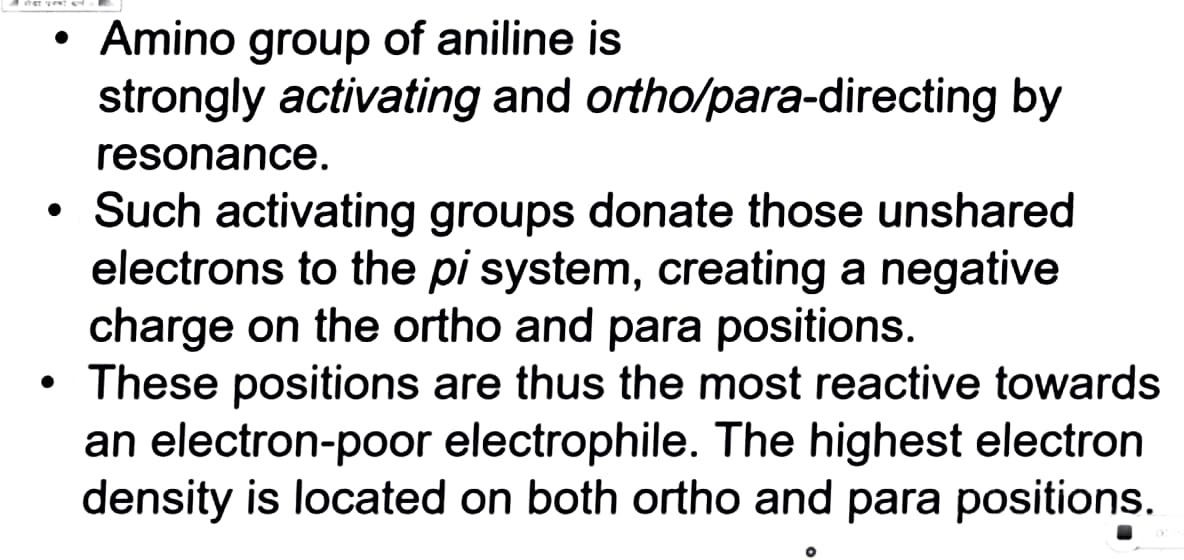 • Amino group of aniline is
strongly activating and ortho/para-directing by
resonance.
• Such activating groups donate those unshared
electrons to the pi system, creating a negative
charge on the ortho and para positions.
• These positions are thus the most reactive towards
an electron-poor electrophile. The highest electron
density is located on both ortho and para positions.